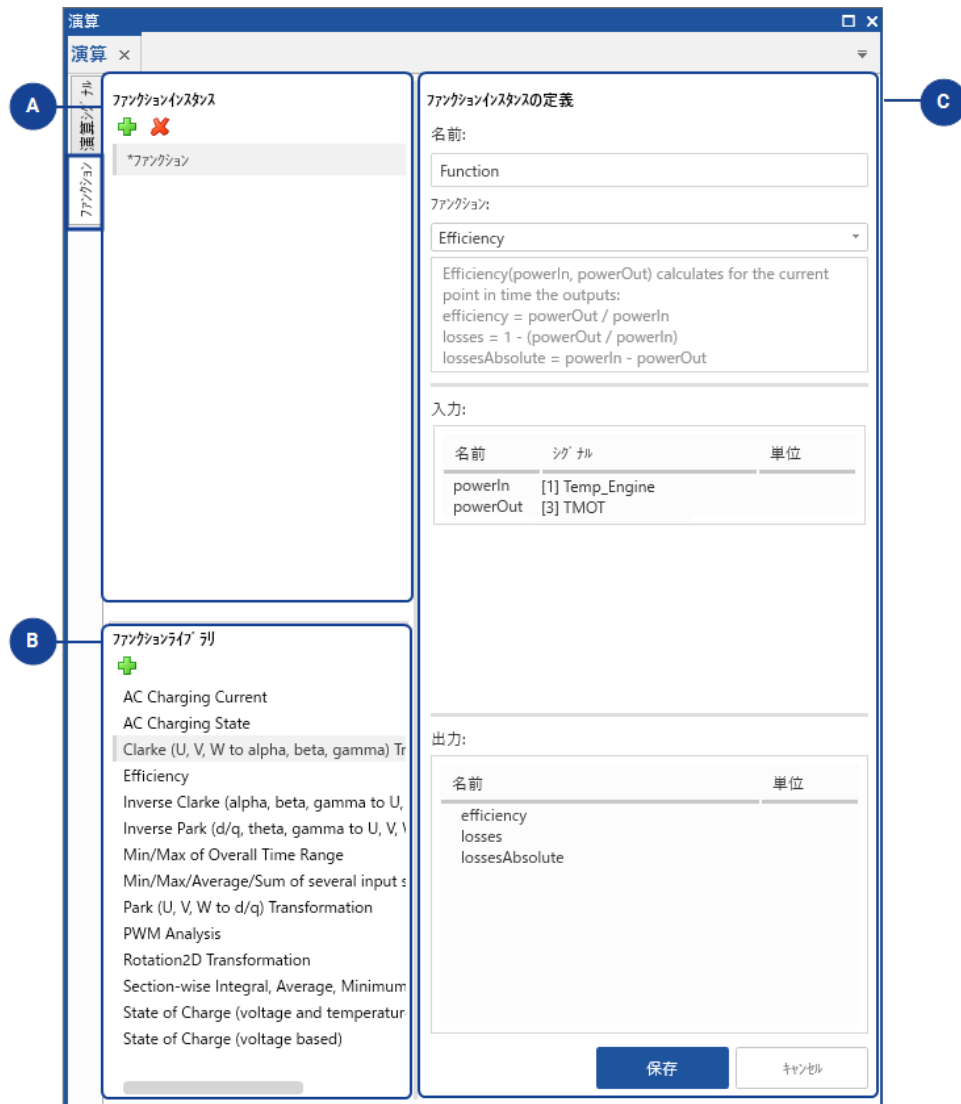 演算
演算
演算シグナル
ファンクション
A
ファンクションインスタンス
*ファンクション
B
ファンクションライブラリ
AC Charging Current
AC Charging State
Clarke (U, V, W to alpha, beta, gamma) Tr
Efficiency
Inverse Clarke (alpha, beta, gamma to U,
Inverse Park (d/q, theta, gamma to U, V, 
Min/Max of Overall Time Range
Min/Max/Average/Sum of several input s
Park (U, V, W to d/q) Transformation
PWM Analysis
Rotation2D Transformation
Section-wise Integral, Average, Minimum
State of Charge (voltage and temperatur
State of Charge (voltage based)
C
ファンクションインスタンスの定義
名前:
Function
ファンクション:
Efficiency
Efficiency(powerIn, powerOut) calculates for the current
point in time the outputs:
efficiency = powerOut / powerIn
losses = 1 - (powerOut / powerIn)
lossesAbsolute = powerIn - powerOut
入力:
名前 シグナル 単位
powerIn [1] Temp_Engine
powerOut [3] TMOT
出力:
名前 単位
efficiency
losses
lossesAbsolute
保存 キャンセル